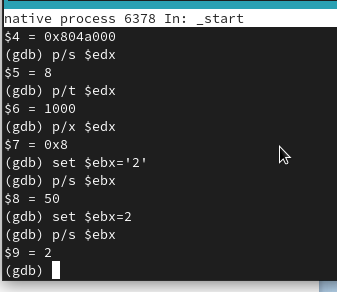 native process 6378 In: _start
$4 = 0x804a000
(gdb) p/s $edx
$5 = 8
(gdb) p/t $edx
$6 = 1000
(gdb) p/x $edx
$7 = 0x8
(gdb) set $ebx='2'
(gdb) p/s $ebx
$8 = 50
(gdb) set $ebx=2
(gdb) p/s $ebx
$9 = 2
(gdb)